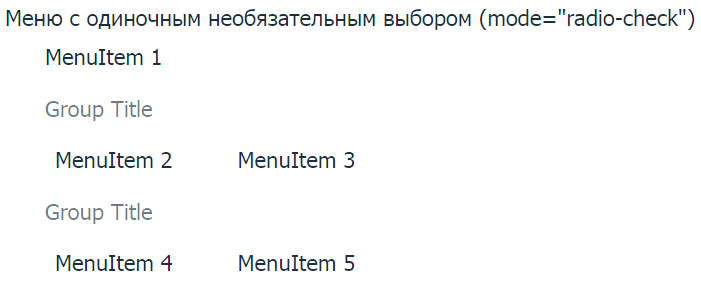 Меню с одиночным необязательным выбором (mode="radio-check")
MenuItem 1
Group Title
MenuItem 2 MenuItem 3
Group Title
MenuItem 4 MenuItem 5